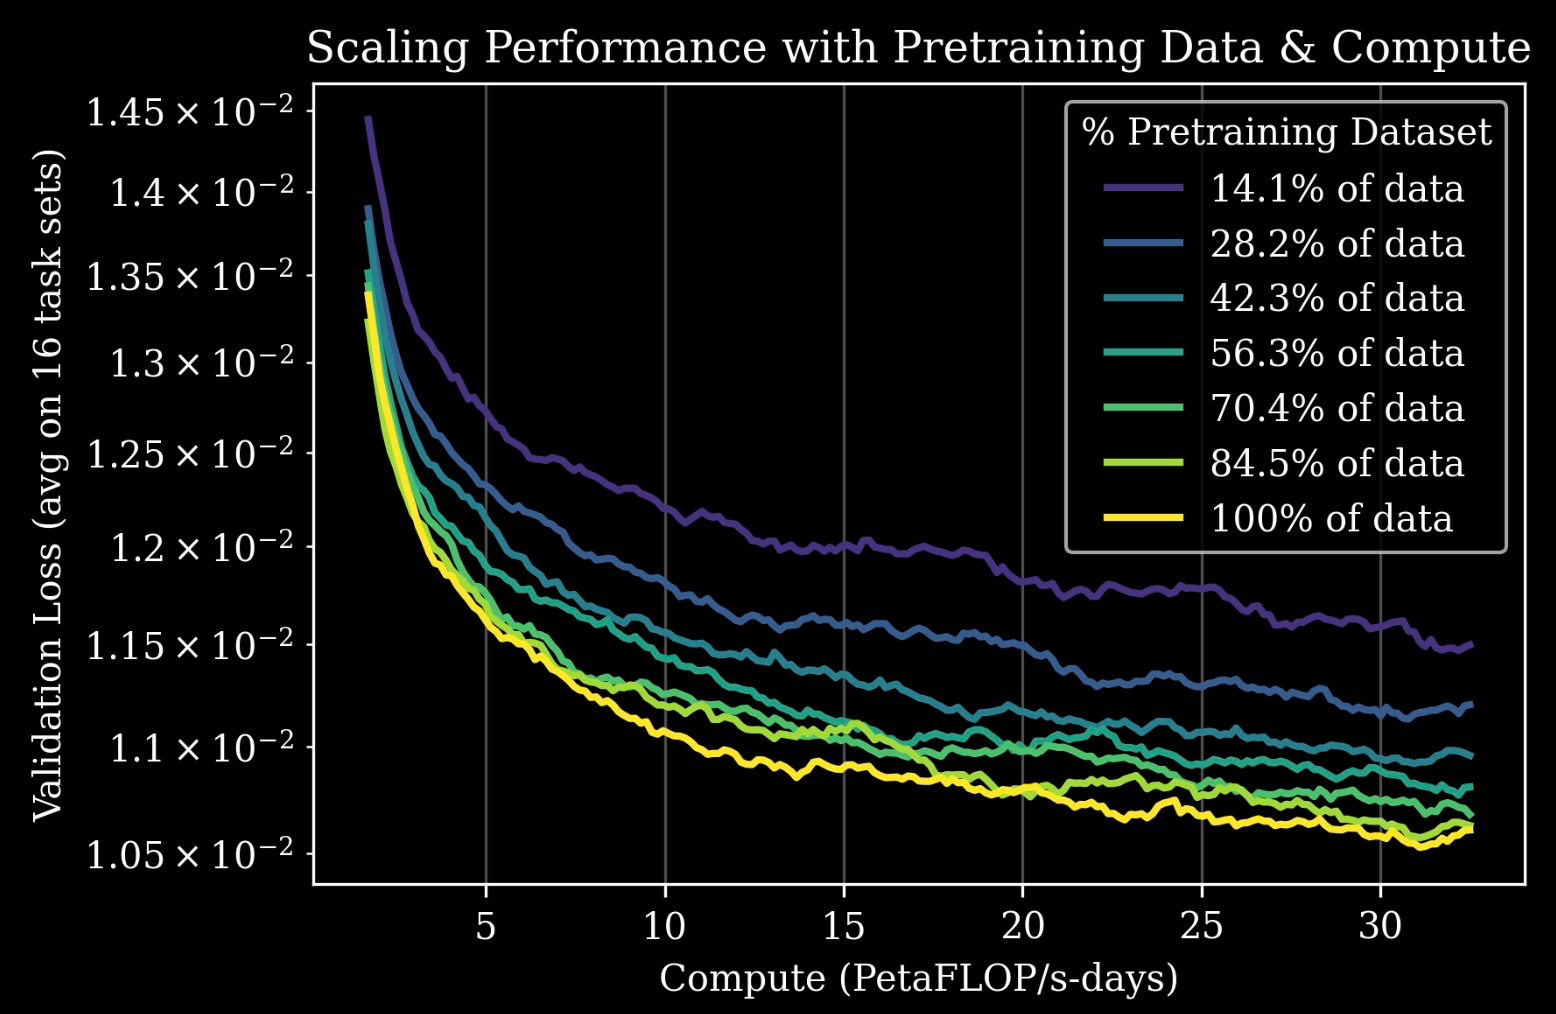 Scaling Performance with Pretraining Data & Compute
Validation Loss (avg on 16 task sets)
1.45 × 10⁻²
1.4 × 10⁻²
1.35 × 10⁻²
1.3 × 10⁻²
1.25 × 10⁻²
1.2 × 10⁻²
1.15 × 10⁻²
1.1 × 10⁻²
1.05 × 10⁻²
% Pretraining Dataset
14.1% of data
28.2% of data
42.3% of data
56.3% of data
70.4% of data
84.5% of data
100% of data
5 10 15 20 25 30
Compute (PetaFLOP/s-days)